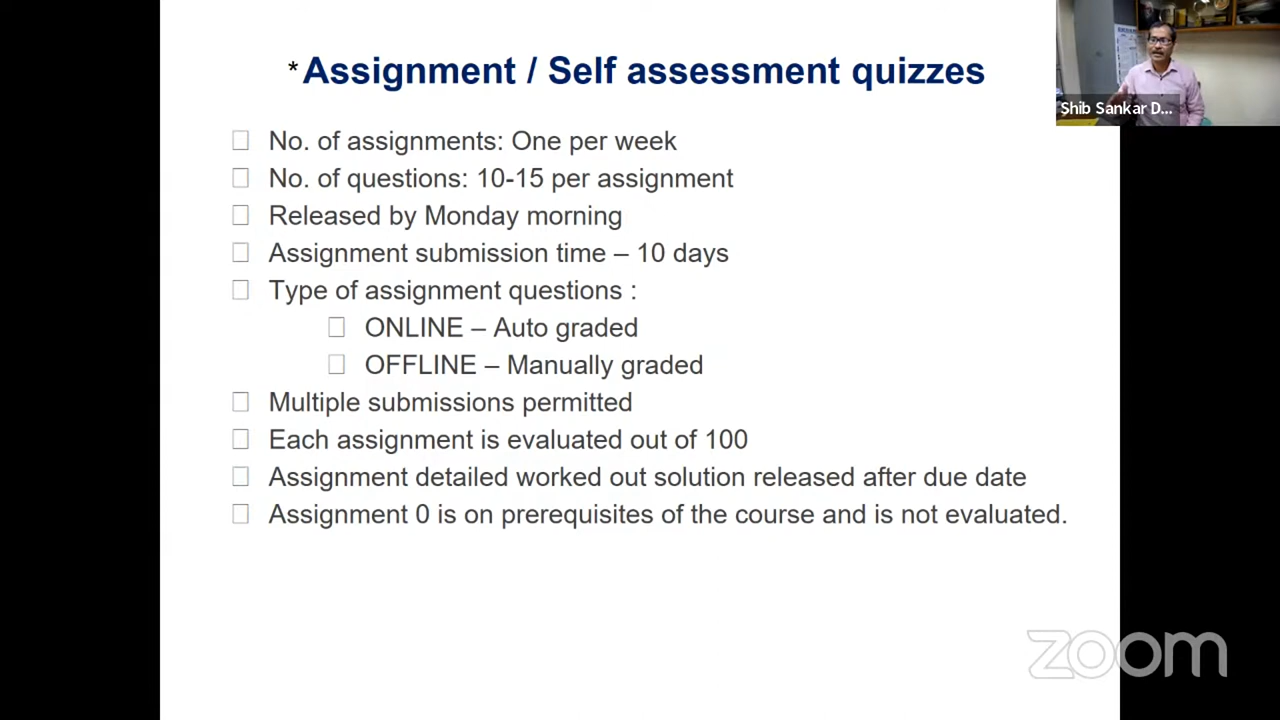 *Assignment / Self assessment quizzes
Shib Sankar D...
No. of assignments: One per week
No. of questions: 10-15 per assignment
Released by Monday morning
Assignment submission time – 10 days
Type of assignment questions :
ONLINE – Auto graded
OFFLINE – Manually graded
Multiple submissions permitted
Each assignment is evaluated out of 100
Assignment detailed worked out solution released after due date
Assignment 0 is on prerequisites of the course and is not evaluated.
zoom